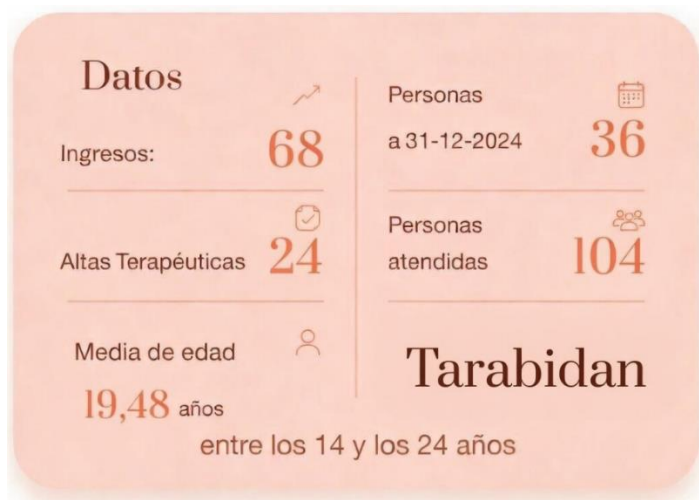 Datos
Ingresos: 68
Altas Terapéuticas 24
Media de edad
19,48 años
Personas
a 31-12-2024 36
Personas
atendidas 104
Tarabidan
entre los 14 y los 24 años